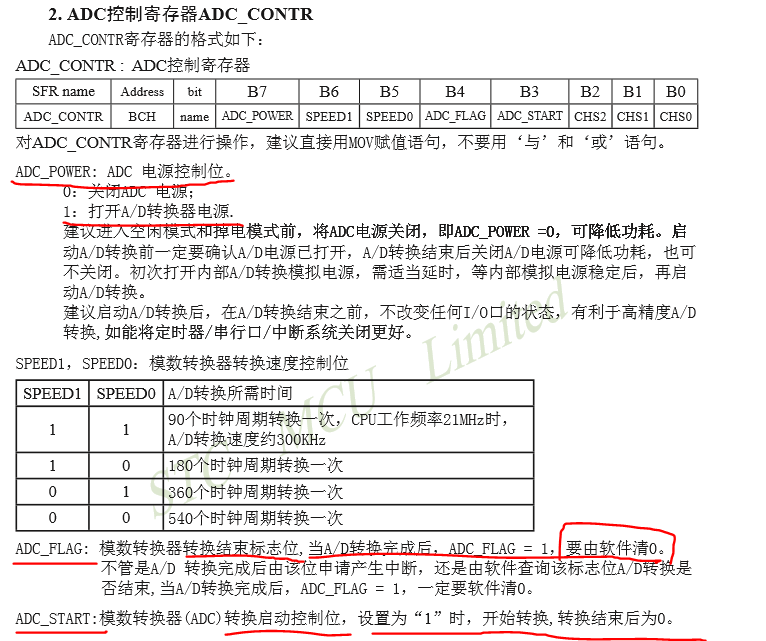 2. ADC控制寄存器ADC_CONTR
ADC_CONTR寄存器的格式如下：
ADC_CONTR : ADC控制寄存器
SFR name Address bit B7 B6 B5 B4 B3 B2 B1 B0
ADC_CONTR BCH name ADC_POWER SPEED1 SPEED0 ADC_FLAG ADC_START CHS2 CHS1 CHS0
对ADC_CONTR寄存器进行操作，建议直接用MOV赋值语句，不要用‘与’和‘或’语句。
ADC_POWER: ADC 电源控制位。
0：关闭ADC 电源；
1：打开A/D转换器电源.
建议进入空闲模式和掉电模式前，将ADC电源关闭，即ADC_POWER =0，可降低功耗。启
动A/D转换前一定要确认A/D电源已打开，A/D转换结束后关闭A/D电源可降低功耗，也可
不关闭。初次打开内部A/D转换模拟电源，需适当延时，等内部模拟电源稳定后，再启
动A/D转换。
建议启动A/D转换后，在A/D转换结束之前，不改变任何I/O口的状态，有利于高精度A/D
转换,如能将定时器/串行口/中断系统关闭更好。
SPEED1，SPEED0：模数转换器转换速度控制位
SPEED1 SPEED0 A/D转换所需时间
1 1 90个时钟周期转换一次，CPU工作频率21MHz时，
A/D转换速度约300KHz
1 0 180个时钟周期转换一次
0 1 360个时钟周期转换一次
0 0 540个时钟周期转换一次
STC MCU Limited
ADC_FLAG: 模数转换器转换结束标志位,当A/D转换完成后，ADC_FLAG = 1，要由软件清0。
不管是A/D 转换完成后由该位申请产生中断，还是由软件查询该标志位A/D转换是
否结束,当A/D转换完成后，ADC_FLAG = 1，一定要软件清0。
ADC_START:模数转换器(ADC)转换启动控制位，设置为“1”时，开始转换,转换结束后为0。